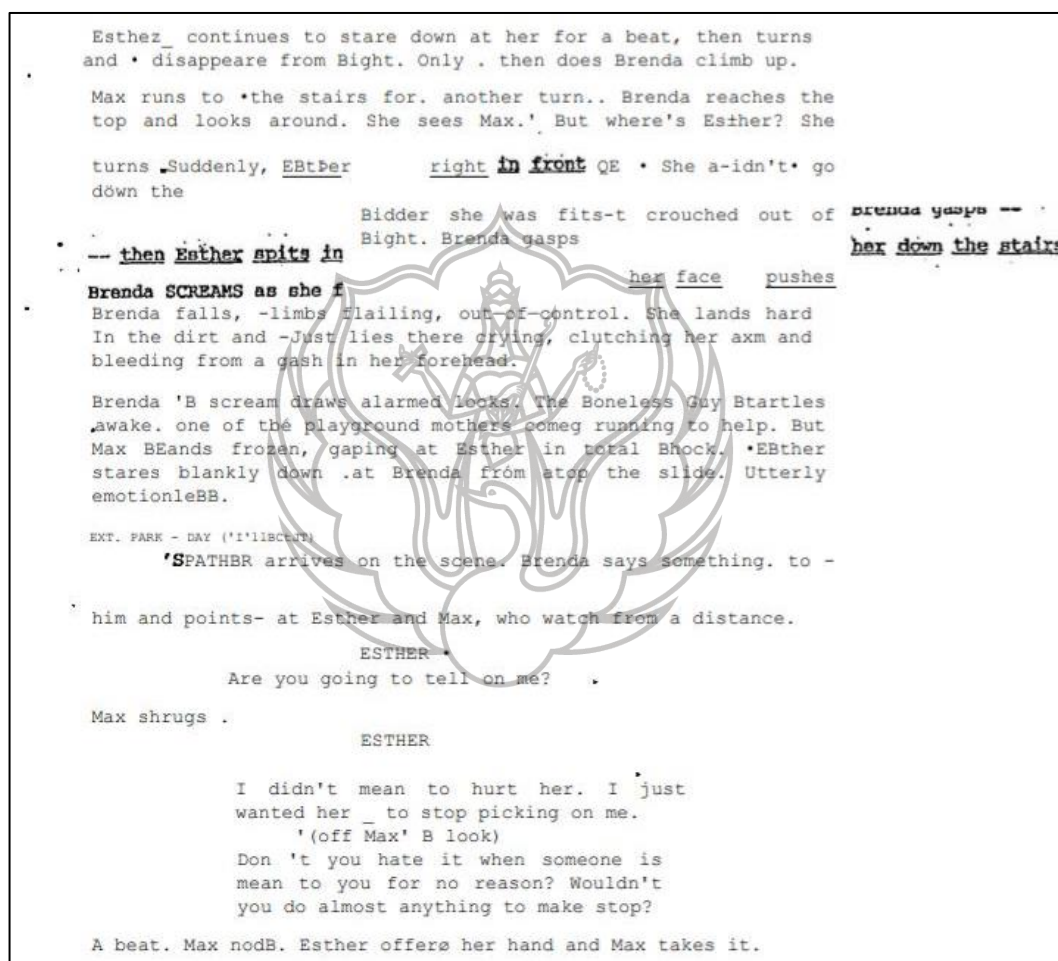 Esthez_ continues to stare down at her for a beat, then turns
and • disappeare from Bight. Only . then does Brenda climb up.
Max runs to •the stairs for. another turn.. Brenda reaches the
top and looks around. She sees Max.' But where's Es±her? She
turns .Suddenly, EBtÞer right in front QE • She a-idn't• go
döwn the
Bidder she was fits-t crouched out of
Bight. Brenda gasps
Brenda gasps --
-- then Esther spits in
her down the stairs
her face pushes
Brenda SCREAMS as she f
Brenda falls, -limbs flailing, out—of—control. She lands hard
In the dirt and -Just lies there crying, clutching her axm and
bleeding from a gash in her forehead.
Brenda 'B scream draws alarmed looks. The Boneless Guy Btartles
.awake. one of thé playground mothers comeg running to help. But
Max BEands frozen, gaping at Esther in total Bhock. •EBther
stares blankly down .at Brenda fróm atop the slide. Utterly
emotionleBB.
EXT. PARK - DAY ('I'llBCtJT)
'SPATHBR arrives on the scene. Brenda says something. to -
him and points- at Esther and Max, who watch from a distance.
ESTHER •
Are you going to tell on me? .
Max shrugs .
ESTHER
I didn't mean to hurt her. I just
wanted her _ to stop picking on me.
'(off Max' B look)
Don 't you hate it when someone is
mean to you for no reason? Wouldn't
you do almost anything to make stop?
A beat. Max nodB. Esther offerø her hand and Max takes it.